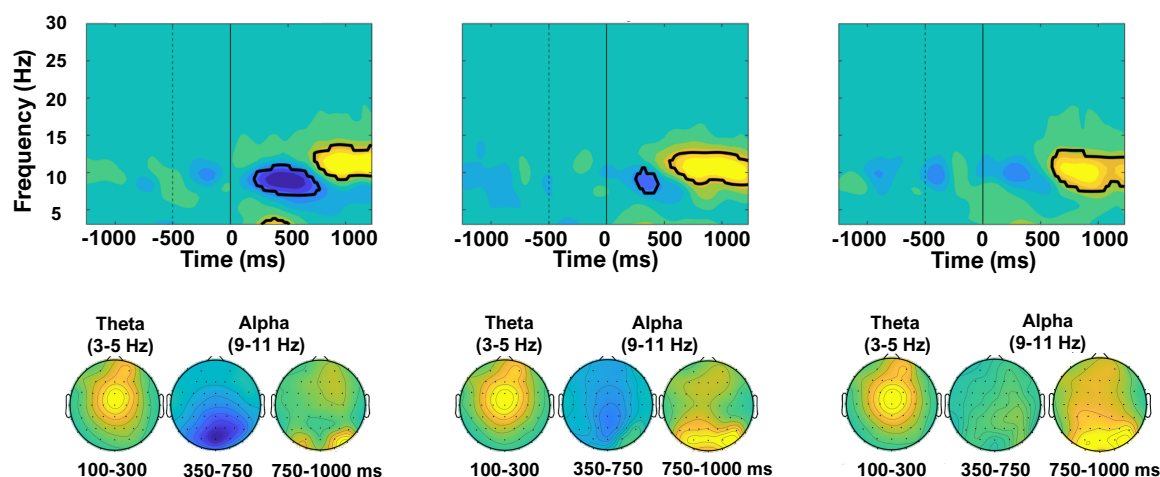 30
25
20
15
10
5
Frequency (Hz)
-1000 -500 0 500 1000
Time (ms)
-1000 -500 0 500 1000
Time (ms)
-1000 -500 0 500 1000
Time (ms)
Theta
(3-5 Hz)
Alpha
(9-11 Hz)
100-300 350-750 750-1000 ms
Theta
(3-5 Hz)
Alpha
(9-11 Hz)
100-300 350-750 750-1000 ms
Theta
(3-5 Hz)
Alpha
(9-11 Hz)
100-300 350-750 750-1000 ms